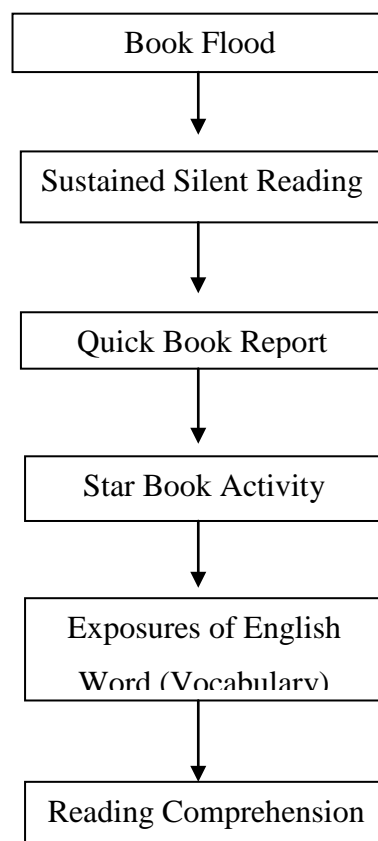 Book Flood
Sustained Silent Reading
Quick Book Report
Star Book Activity
Exposures of English
Word (Vocabulary)
Reading Comprehension